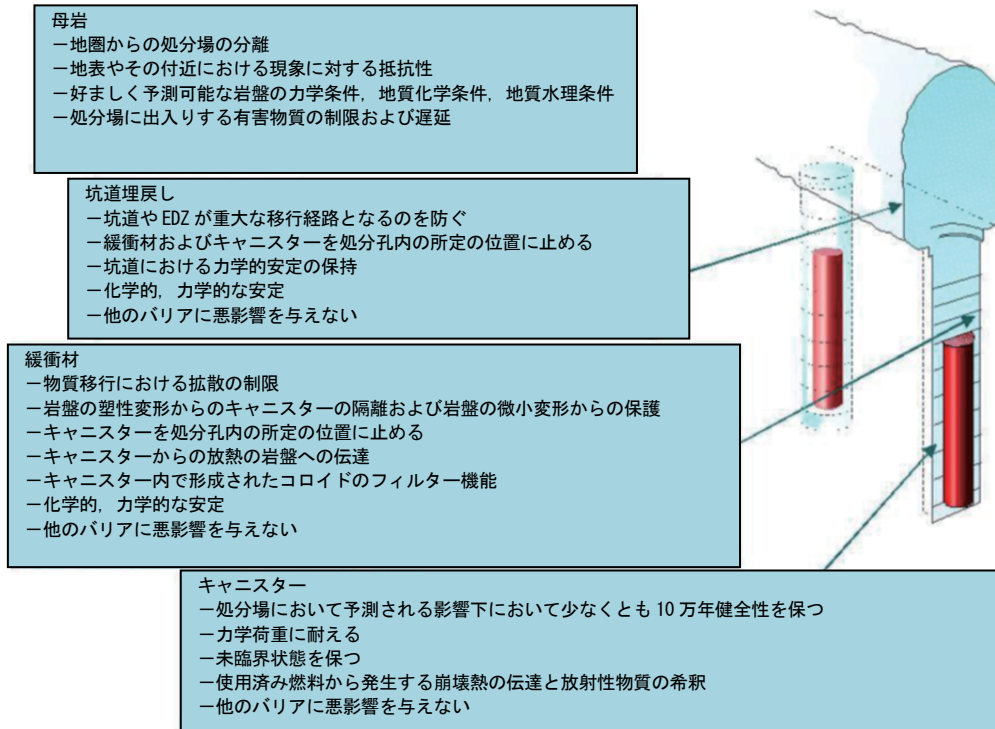 母岩
－地圏からの処分場の分離
－地表やその付近における現象に対する抵抗性
－好ましく予測可能な岩盤の力学条件，地質化学条件，地質水理条件
－処分場に出入りする有害物質の制限および遅延
坑道埋戻し
－坑道や EDZ が重大な移行経路となるのを防ぐ
－緩衝材およびキャニスターを処分孔内の所定の位置に止める
－坑道における力学的安定の保持
－化学的，力学的な安定
－他のバリアに悪影響を与えない
緩衝材
－物質移行における拡散の制限
－岩盤の塑性変形からのキャニスターの隔離および岩盤の微小変形からの保護
－キャニスターを処分孔内の所定の位置に止める
－キャニスターからの放熱の岩盤への伝達
－キャニスター内で形成されたコロイドのフィルター機能
－化学的，力学的な安定
－他のバリアに悪影響を与えない
キャニスター
－処分場において予測される影響下において少なくとも 10 万年健全性を保つ
－力学荷重に耐える
－未臨界状態を保つ
－使用済み燃料から発生する崩壊熱の伝達と放射性物質の希釈
－他のバリアに悪影響を与えない